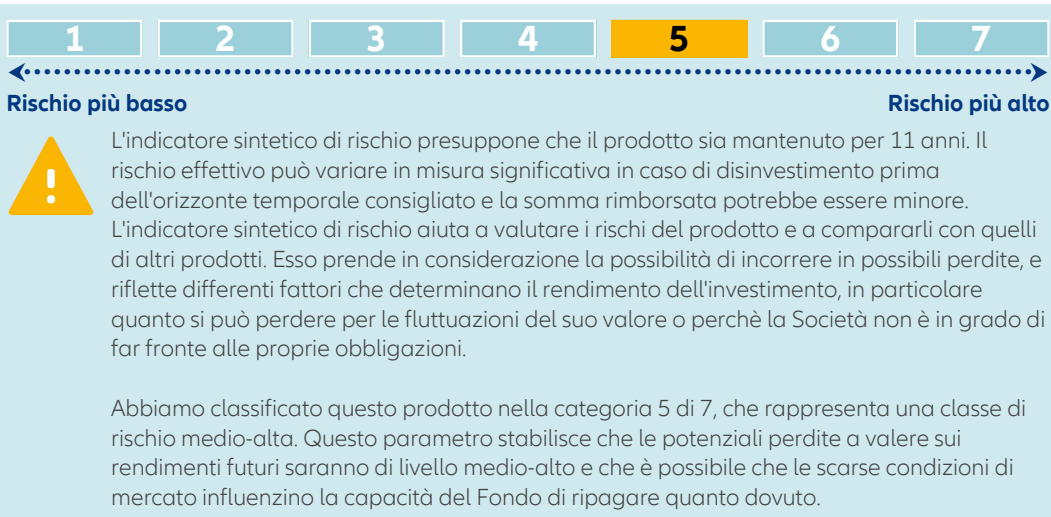 1 2 3 4 5 6 7
Rischio più basso Rischio più alto
L'indicatore sintetico di rischio presuppone che il prodotto sia mantenuto per 11 anni. Il
rischio effettivo può variare in misura significativa in caso di disinvestimento prima
dell'orizzonte temporale consigliato e la somma rimborsata potrebbe essere minore.
L'indicatore sintetico di rischio aiuta a valutare i rischi del prodotto e a compararli con quelli
di altri prodotti. Esso prende in considerazione la possibilità di incorrere in possibili perdite, e
riflette differenti fattori che determinano il rendimento dell'investimento, in particolare
quanto si può perdere per le fluttuazioni del suo valore o perchè la Società non è in grado di
far fronte alle proprie obbligazioni.
Abbiamo classificato questo prodotto nella categoria 5 di 7, che rappresenta una classe di
rischio medio-alta. Questo parametro stabilisce che le potenziali perdite a valere sui
rendimenti futuri saranno di livello medio-alto e che è possibile che le scarse condizioni di
mercato influenzino la capacità del Fondo di ripagare quanto dovuto.